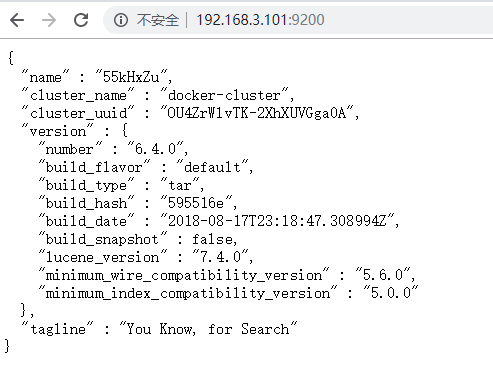 不安全 | 192.168.3.101:9200
{
"name" : "55kHxZu",
"cluster_name" : "docker-cluster",
"cluster_uuid" : "OU4ZrW1vTK-2XhXUVGga0A",
"version" : {
"number" : "6.4.0",
"build_flavor" : "default",
"build_type" : "tar",
"build_hash" : "595516e",
"build_date" : "2018-08-17T23:18:47.308994Z",
"build_snapshot" : false,
"lucene_version" : "7.4.0",
"minimum_wire_compatibility_version" : "5.6.0",
"minimum_index_compatibility_version" : "5.0.0"
},
"tagline" : "You Know, for Search"
}